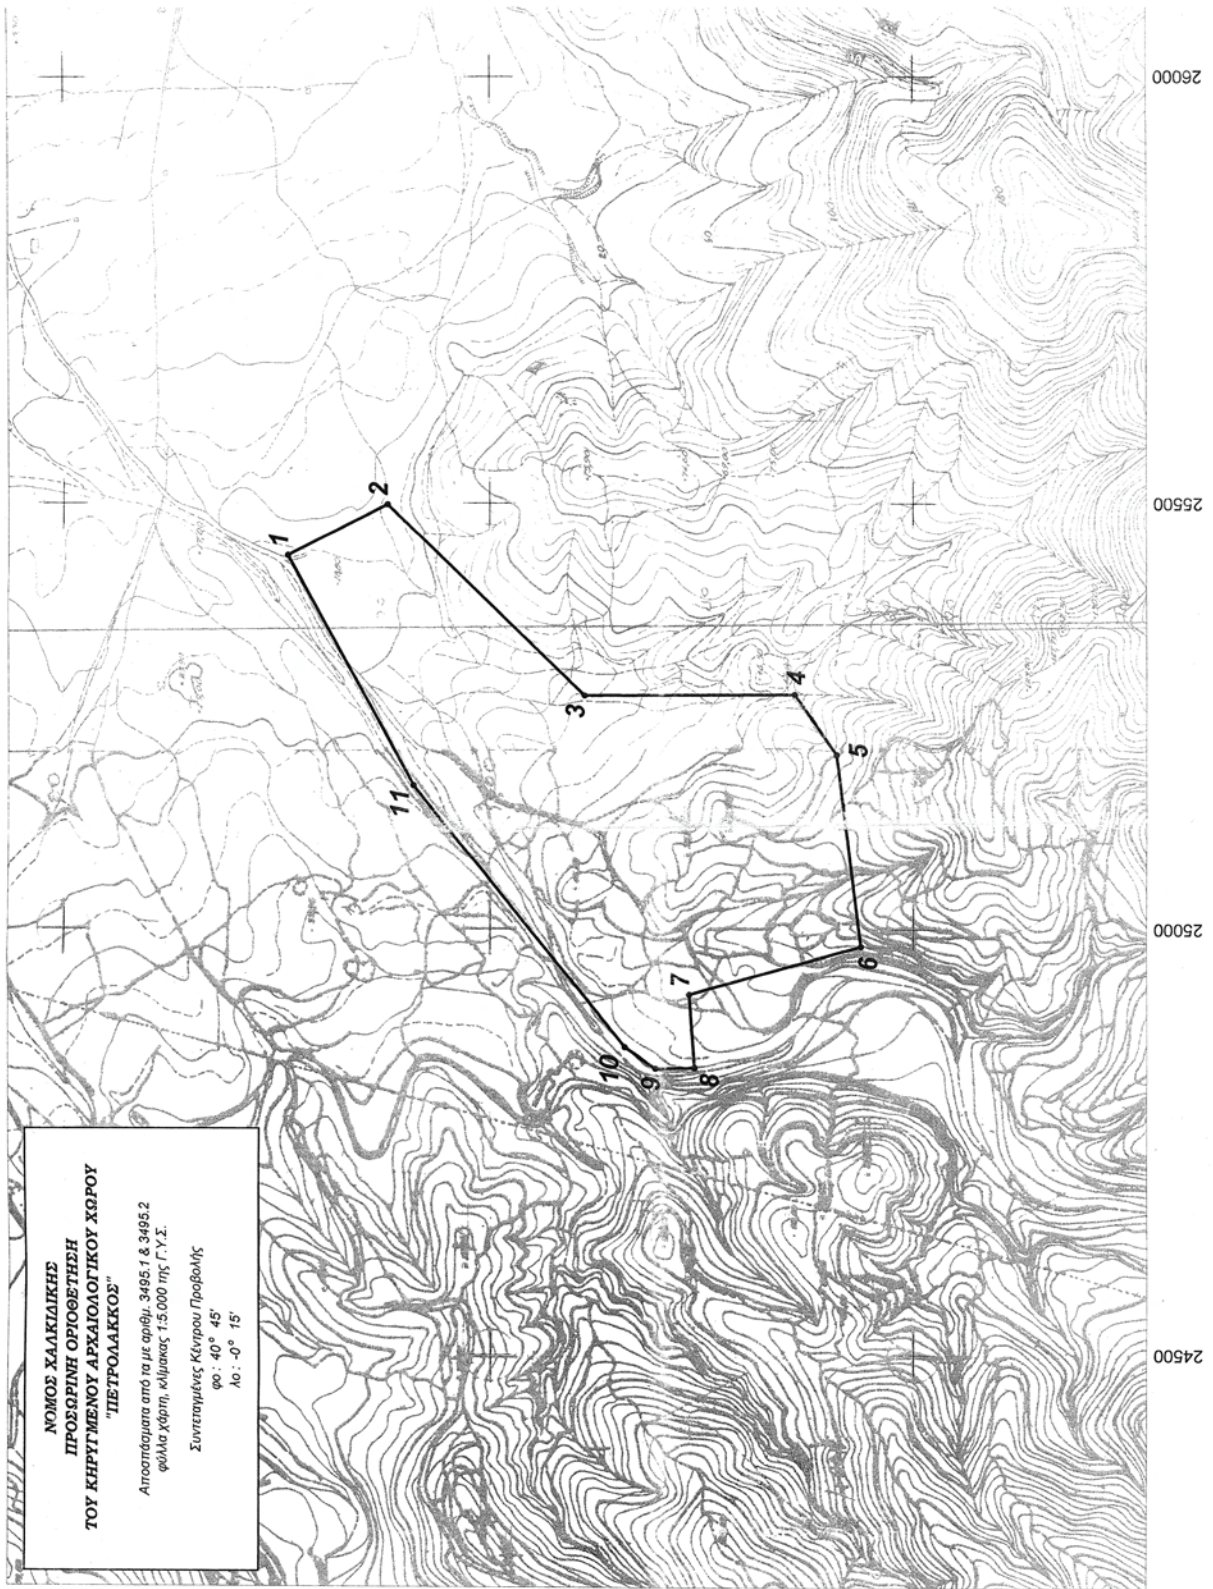 ΝΟΜΟΣ ΧΑΛΚΙΔΙΚΗΣ
ΠΡΟΣΩΡΙΝΗ ΟΡΙΟΘΕΤΗΣΗ
ΤΟΥ ΚΗΡΥΓΜΕΝΟΥ ΑΡΧΑΙΟΛΟΓΙΚΟΥ ΧΩΡΟΥ
"ΠΕΤΡΟΛΑΚΚΟΣ"
Αποσπάσματα από τα με αριθμ. 3495.1 & 3495.2
φύλλα χάρτη, κλίμακας 1:5.000 της Γ.Υ.Σ.
Συντεταγμένες Κέντρου Προβολής
φο : 40° 45'
λο : -0° 15'
1
2
3
4
5
6
7
8
9
10
11
26000
25500
25000
24500